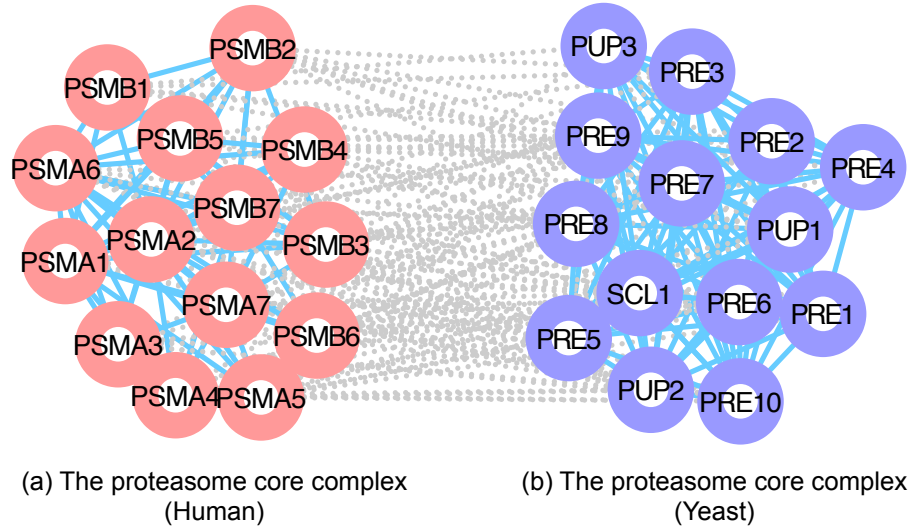 PSMB2
PSMB1
PSMB5
PSMB4
PSMA6
PSMB7
PSMA2
PSMB3
PSMA1
PSMA7
PSMA3
PSMB6
PSMA4
PSMA5
PUP3
PRE3
PRE9
PRE2
PRE4
PRE7
PRE8
PUP1
SCL1
PRE6
PRE1
PRE5
PUP2
PRE10
(a) The proteasome core complex
(Human)
(b) The proteasome core complex
(Yeast)